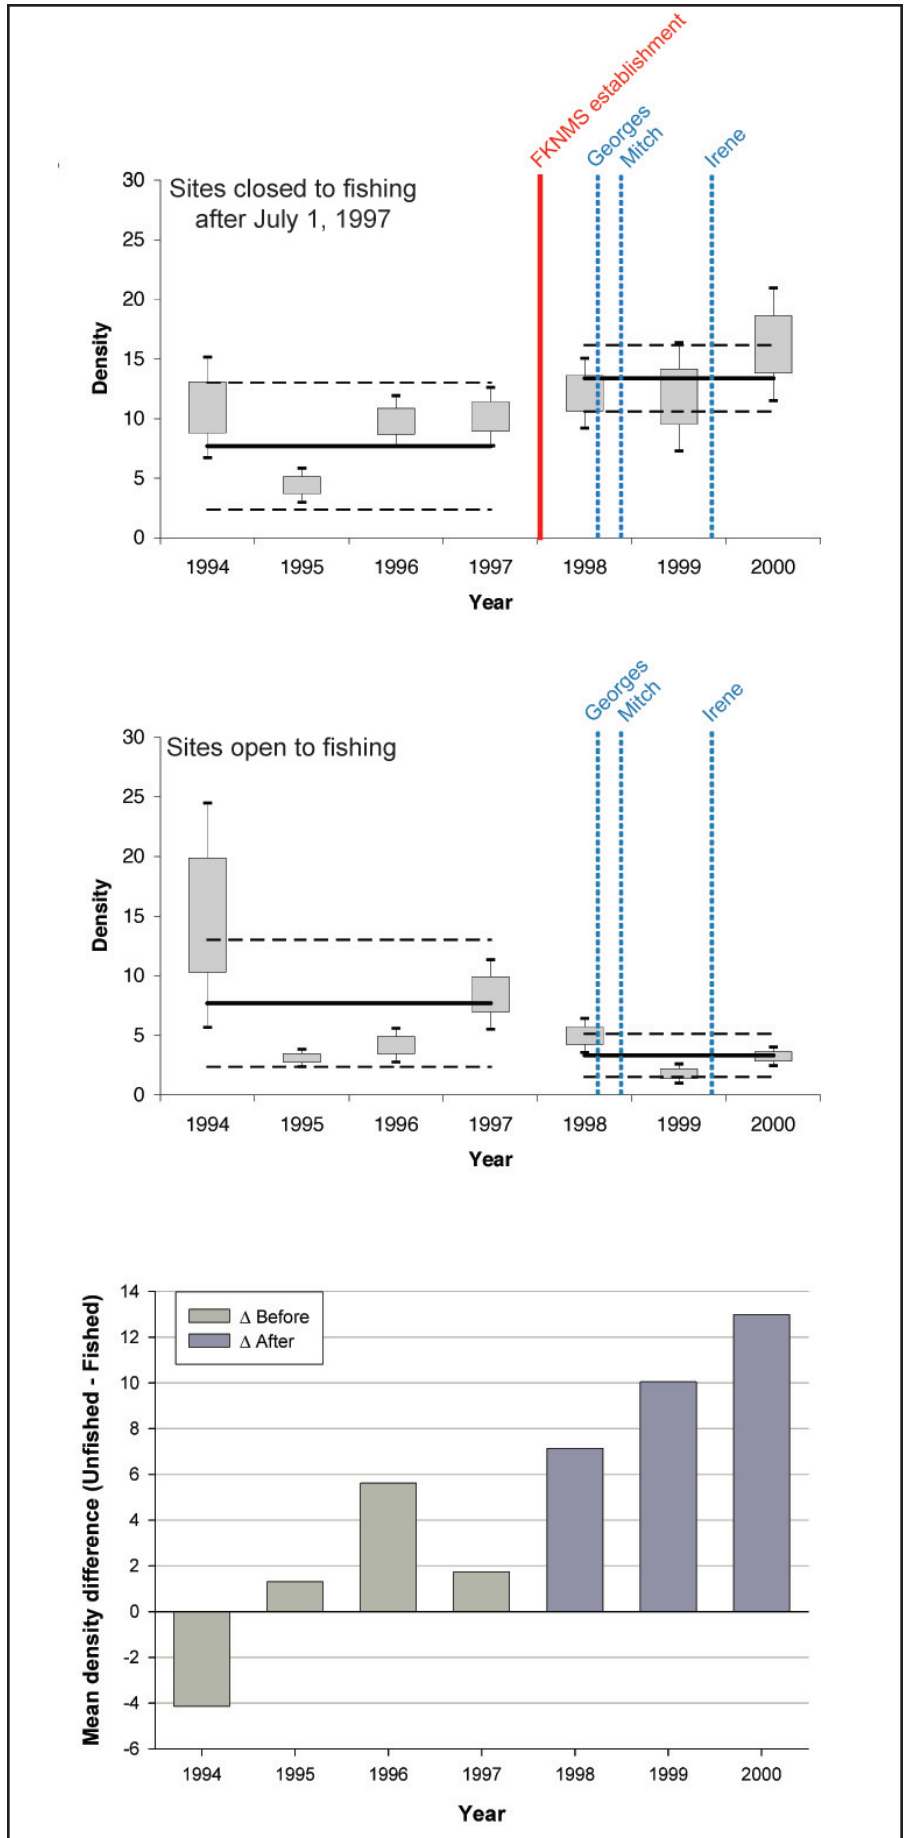 FKNMS establishment
Georges
Mitch
Irene
Sites closed to fishing
after July 1, 1997
30
25
20
15
10
5
0
Density
1994 1995 1996 1997 1998 1999 2000
Year
Georges
Mitch
Irene
Sites open to fishing
30
25
20
15
10
5
0
Density
1994 1995 1996 1997 1998 1999 2000
Year
Δ Before
Δ After
14
12
10
8
6
4
2
0
-2
-4
-6
Mean density difference (Unfished - Fished)
1994 1995 1996 1997 1998 1999 2000
Year